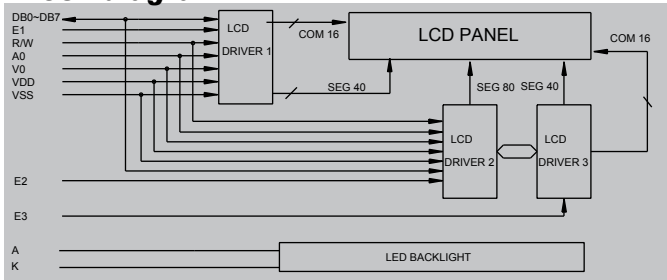 DB0~DB7
E1
R/W
A0
V0
VDD
VSS
LCD
DRIVER 1
COM 16
LCD PANEL
COM 16
SEG 40
SEG 80
SEG 40
LCD
DRIVER 2
LCD
DRIVER 3
E2
E3
A
K
LED BACKLIGHT